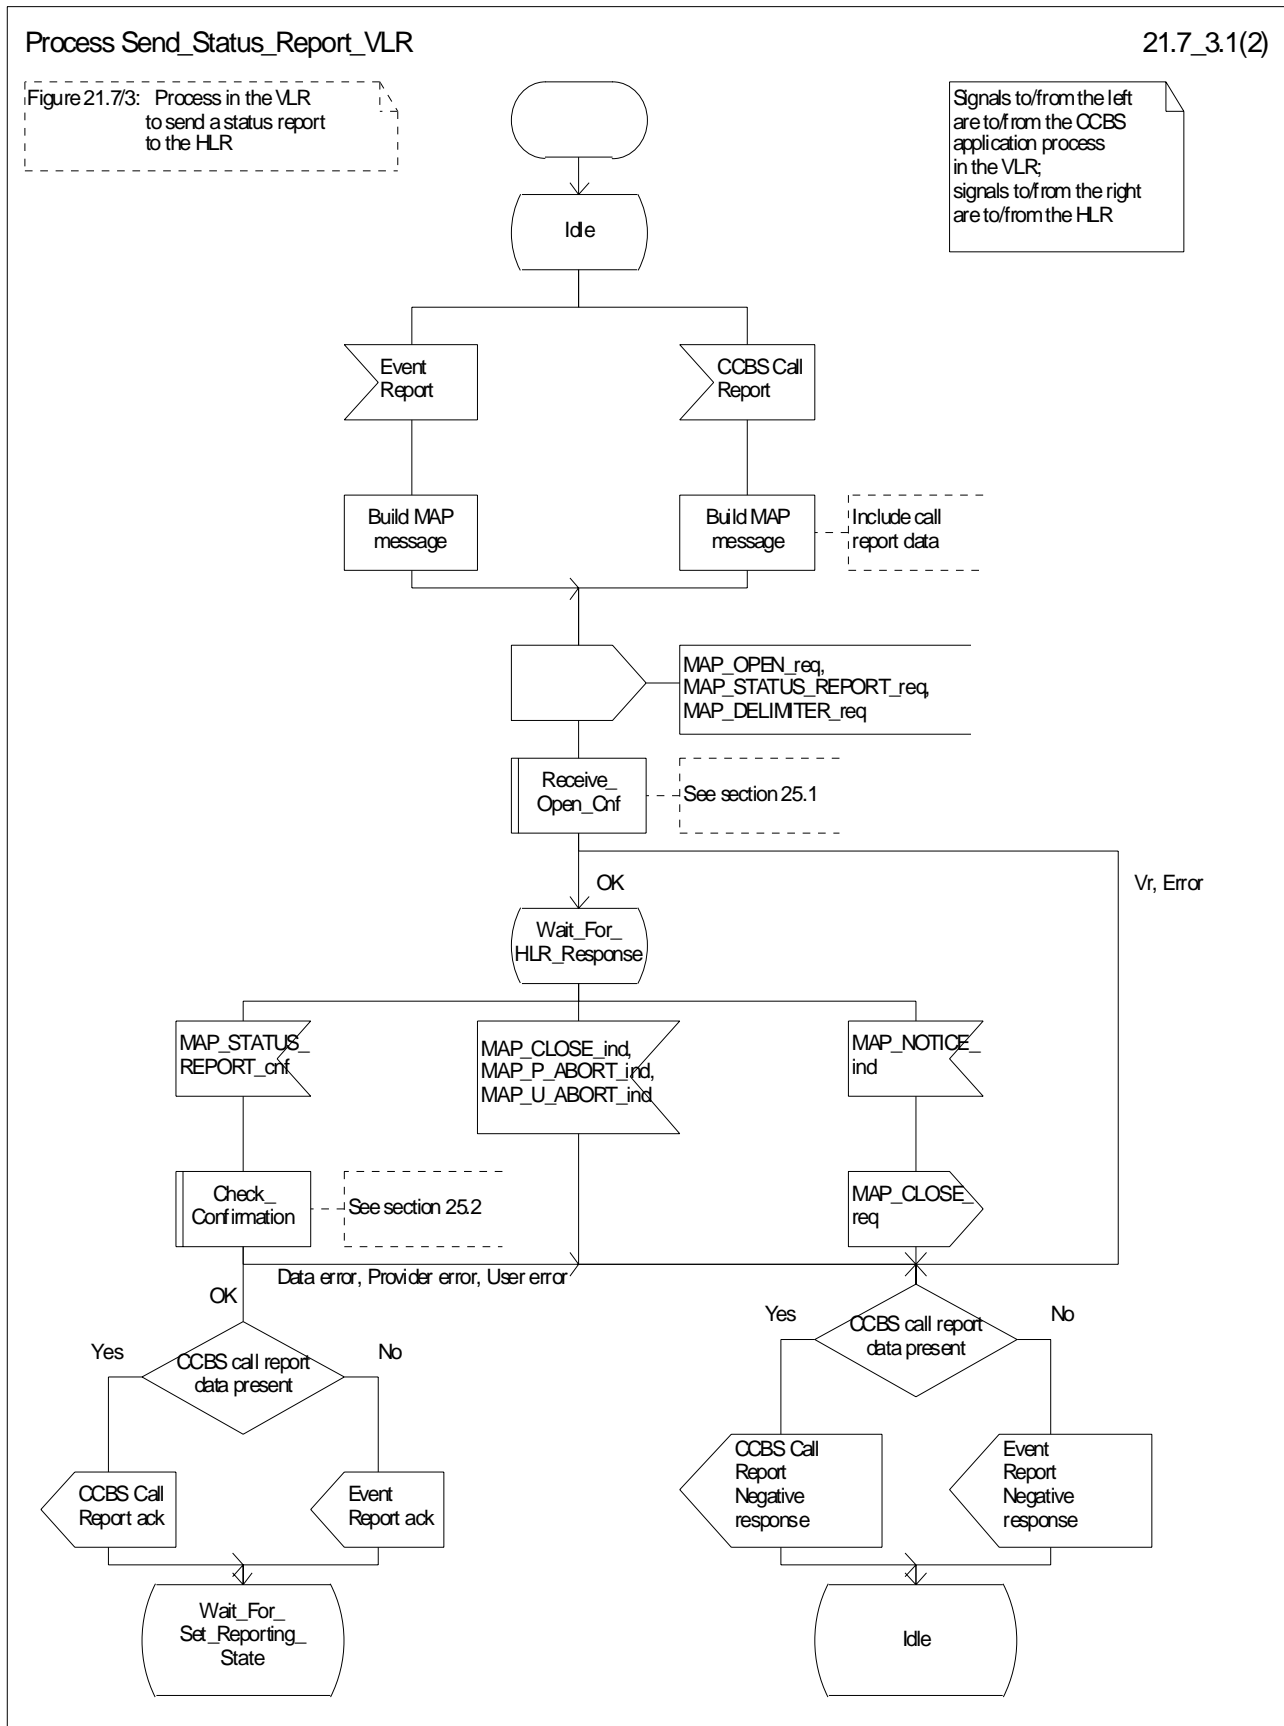 Process Send_Status_Report_VLR
21.7_3.1(2)
Figure 21.7/3: Process in the VLR
to send a status report
to the HLR
Signals to/from the left
are to/from the CCBS
application process
in the VLR;
signals to/from the right
are to/from the HLR
Idle
Event
Report
CCBS Call
Report
Build MAP
message
Build MAP
message
Include call
report data
MAP_OPEN_req,
MAP_STATUS_REPORT_req,
MAP_DELIMITER_req
Receive_
Open_Cnf
See section 25.1
OK
Vr, Error
Wait_For_
HLR_Response
MAP_STATUS_
REPORT_cnf
MAP_CLOSE_ind,
MAP_P_ABORT_ind,
MAP_U_ABORT_ind
MAP_NOTICE_
ind
Check_
Confirmation
See section 25.2
MAP_CLOSE_
req
Data error, Provider error, User error
OK
Yes
CCBS call report
data present
No
Yes
CCBS call report
data present
No
CCBS Call
Report ack
Event
Report ack
CCBS Call
Report
Negative
response
Event
Report
Negative
response
Wait_For_
Set_Reporting_
State
Idle